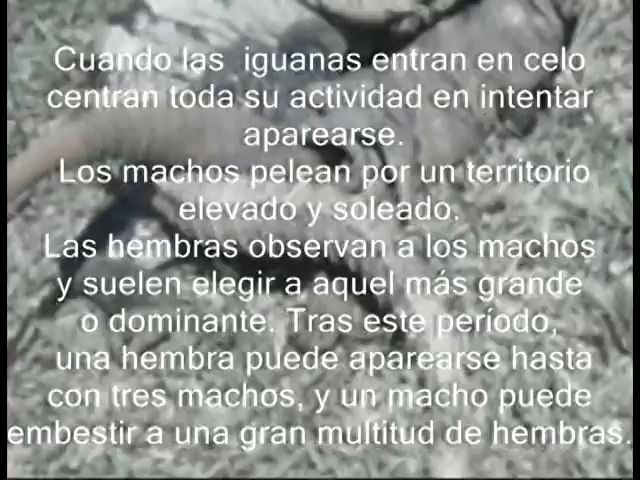 Cuando las iguanas entran en celo
centran toda su actividad en intentar
aparearse.
Los machos pelean por un territorio
elevado y soleado.
Las hembras observan a los machos
y suelen elegir a aquel más grande
o dominante. Tras este período,
una hembra puede aparearse hasta
con tres machos, y un macho puede
embestir a una gran multitud de hembras.